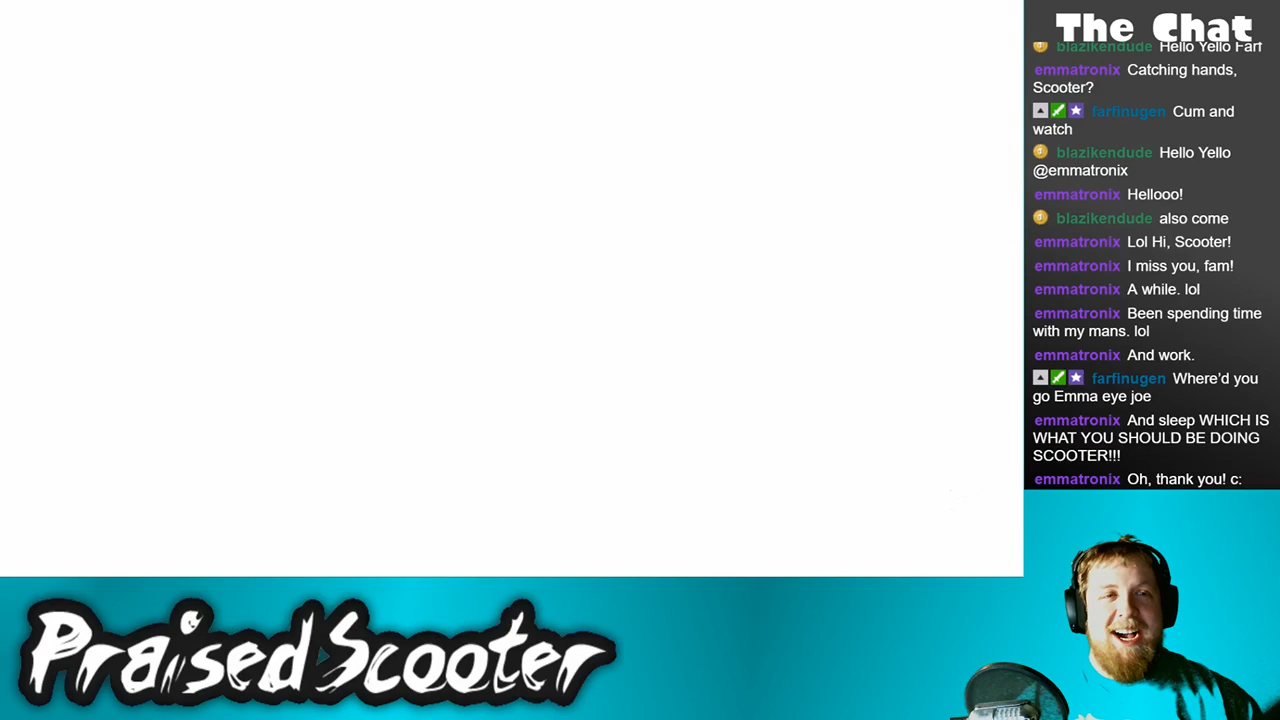 The Chat
blazikendude Hello Yello Farf
emmatronix Catching hands,
Scooter?
farfinugen Cum and
watch
blazikendude Hello Yello
@emmatronix
emmatronix Hellooo!
blazikendude also come
emmatronix Lol Hi, Scooter!
emmatronix I miss you, fam!
emmatronix A while. lol
emmatronix Been spending time
with my mans. lol
emmatronix And work.
farfinugen Where'd you
go Emma eye joe
emmatronix And sleep WHICH IS
WHAT YOU SHOULD BE DOING
SCOOTER!!!
emmatronix Oh, thank you! c:
PraisedScooter